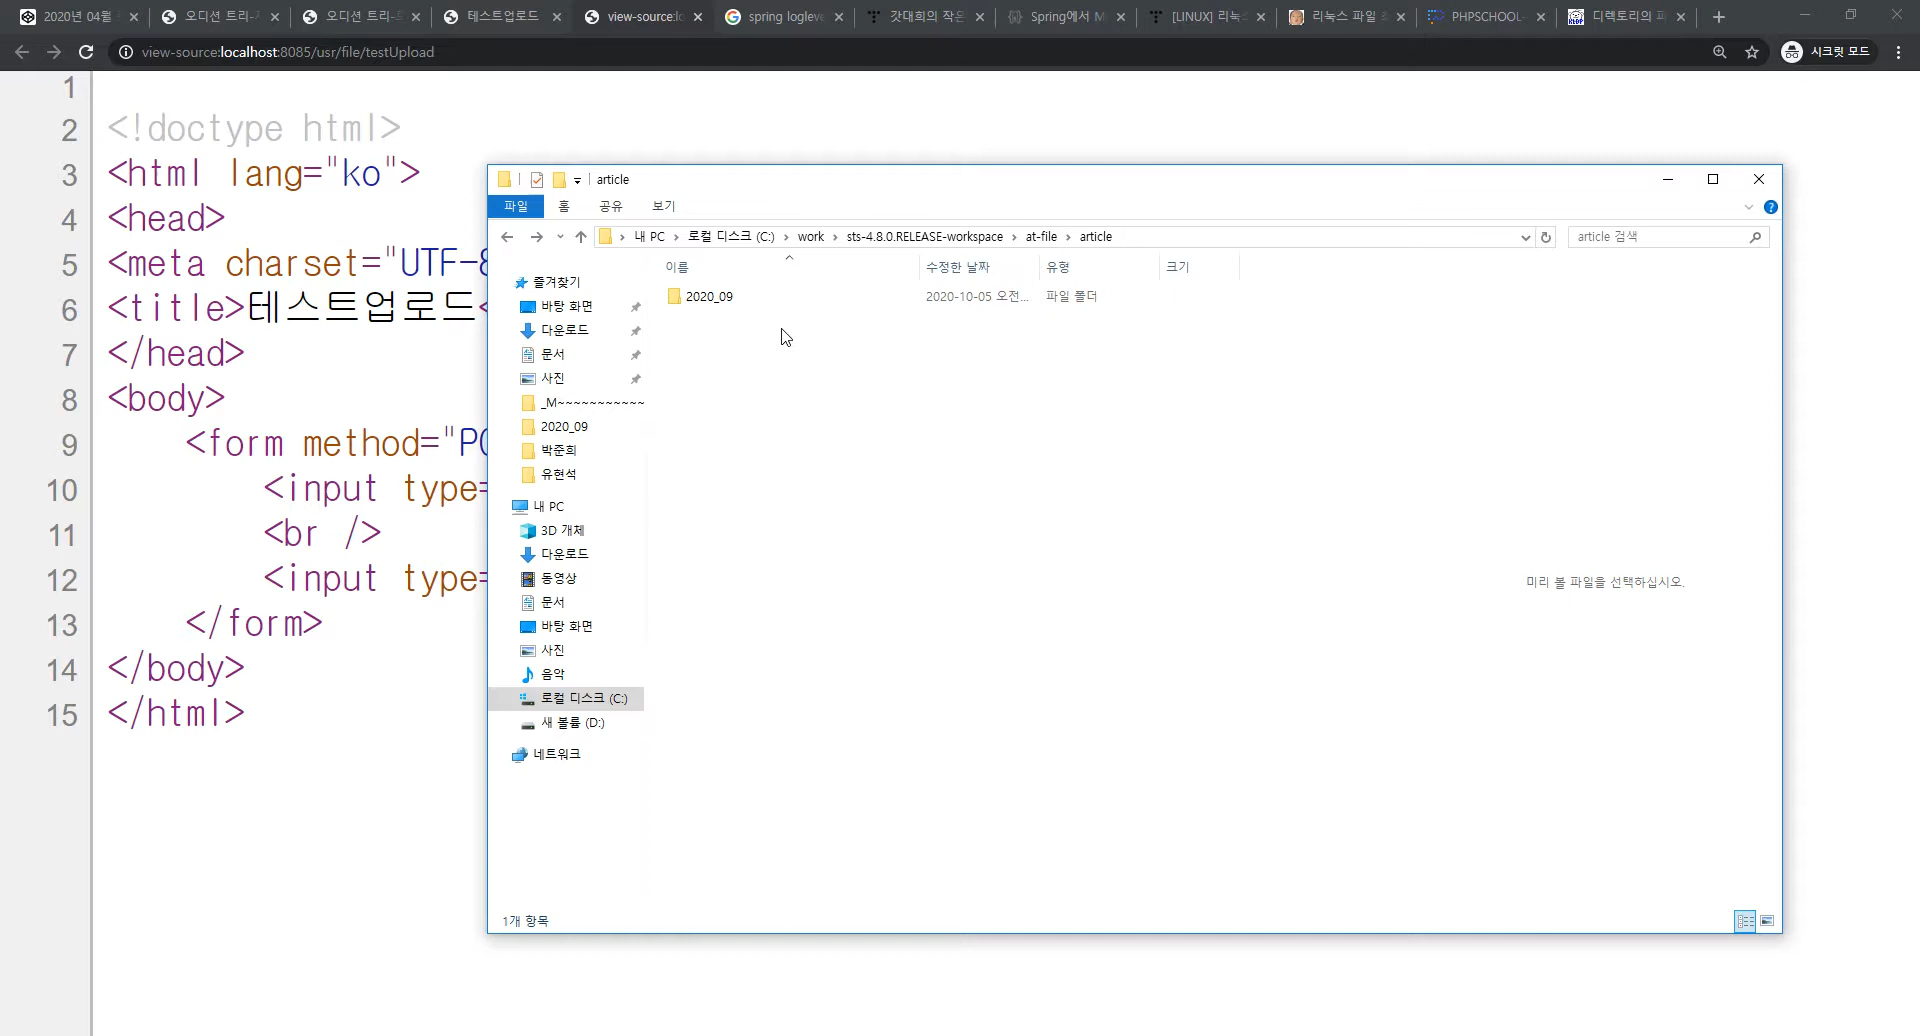 2020년 04월
오디션 트리-
오디션 트리-
테스트업로드
view-source:lo
spring logleve
갓대희의 작은
Spring에서 M
[LINUX] 리눅
리눅스 파일
PHPSCHOOL-
디렉토리의 파
view-source:localhost:8085/usr/file/testUpload
시크릿 모드
1
2 <!doctype html>
3 <html lang="ko">
4 <head>
5 <meta charset="UTF-8
6 <title>테스트업로드<
7 </head>
8 <body>
9 <form method="PO
10 <input type=
11 <br />
12 <input type=
13 </form>
14 </body>
15 </html>
article
파일 홈 공유 보기
내 PC › 로컬 디스크 (C:) › work › sts-4.8.0.RELEASE-workspace › at-file › article
article 검색
이름 수정한 날짜 유형 크기
2020_09 2020-10-05 오전... 파일 폴더
즐겨찾기
바탕 화면
다운로드
문서
사진
_M~~~~~~~~~~~
2020_09
박준희
유현석
내 PC
3D 개체
다운로드
동영상
문서
바탕 화면
사진
음악
로컬 디스크 (C:)
새 볼륨 (D:)
네트워크
미리 볼 파일을 선택하십시오.
1개 항목